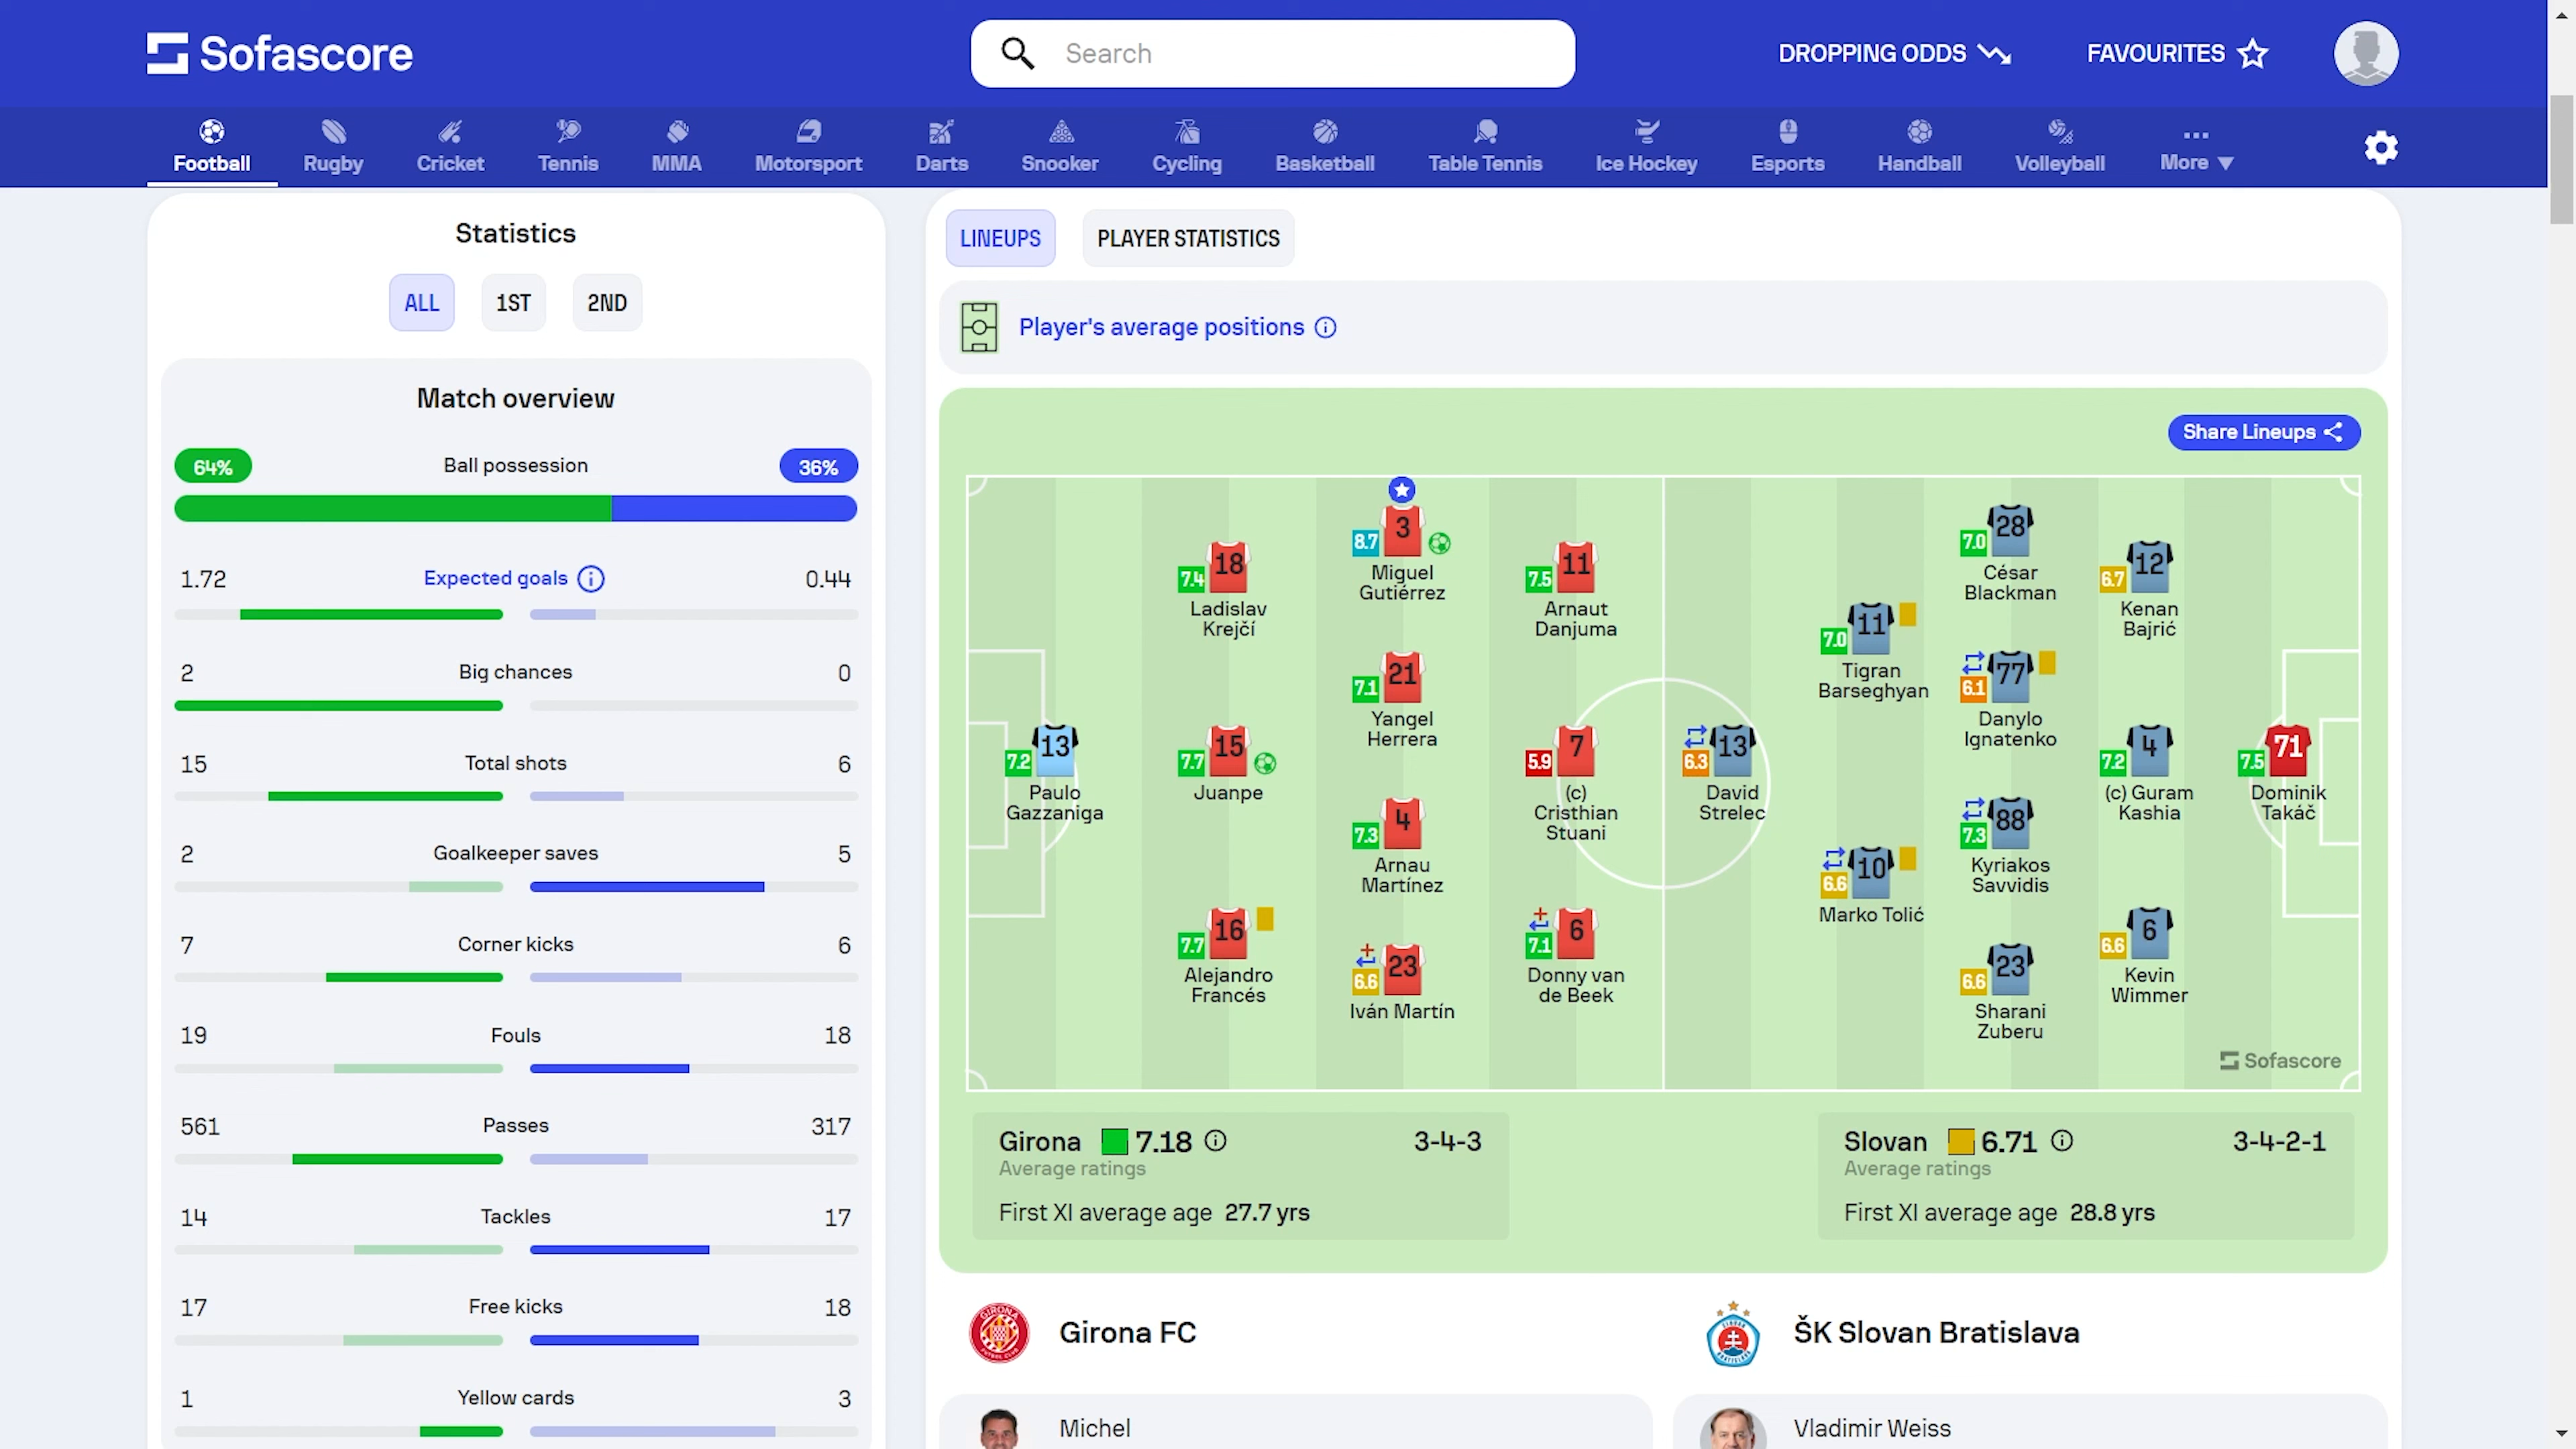 Sofascore
Search
DROPPING ODDS
FAVOURITES
Football
Rugby
Cricket
Tennis
MMA
Motorsport
Darts
Snooker
Cycling
Basketball
Table Tennis
Ice Hockey
Esports
Handball
Volleyball
More
Statistics
ALL
1ST
2ND
Match overview
64%
Ball possession
36%
1.72
Expected goals
0.44
2
Big chances
0
15
Total shots
6
2
Goalkeeper saves
5
7
Corner kicks
6
19
Fouls
18
561
Passes
317
14
Tackles
17
17
Free kicks
18
1
Yellow cards
3
LINEUPS
PLAYER STATISTICS
Player's average positions
Share Lineups
13
7.2
Paulo
Gazzaniga
18
7.4
Ladislav
Krejčí
15
7.7
Juanpe
16
7.7
Alejandro
Francés
3
8.7
Miguel
Gutiérrez
21
7.1
Yangel
Herrera
4
7.3
Arnau
Martínez
23
6.6
Iván Martín
11
7.5
Arnaut
Danjuma
7
5.9
(c)
Cristhian
Stuani
6
7.1
Donny van
de Beek
13
6.3
David
Strelec
11
7.0
Tigran
Barseghyan
10
6.6
Marko Tolić
28
7.0
César
Blackman
77
6.1
Danylo
Ignatenko
88
7.3
Kyriakos
Savvidis
23
6.6
Sharani
Zuberu
12
6.7
Kenan
Bajrić
4
7.2
(c) Guram
Kashia
6
6.6
Kevin
Wimmer
71
7.5
Dominik
Takáč
Sofascore
Girona 7.18 3-4-3
Average ratings
First XI average age 27.7 yrs
Slovan 6.71 3-4-2-1
Average ratings
First XI average age 28.8 yrs
Girona FC
ŠK Slovan Bratislava
Michel
Vladimir Weiss